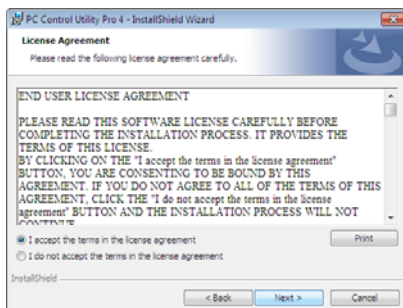 PC Control Utility Pro 4 - InstallShield Wizard
License Agreement
Please read the following license agreement carefully.
END USER LICENSE AGREEMENT
PLEASE READ THIS SOFTWARE LICENSE CAREFULLY BEFORE
COMPLETING THE INSTALLATION PROCESS. IT PROVIDES THE
TERMS OF THIS LICENSE.
BY CLICKING ON THE "I accept the terms in the license agreement"
BUTTON, YOU ARE CONSENTING TO BE BOUND BY THIS
AGREEMENT. IF YOU DO NOT AGREE TO ALL OF THE TERMS OF THIS
AGREEMENT, CLICK THE "I do not accept the terms in the license
agreement" BUTTON AND THE INSTALLATION PROCESS WILL NOT
CONTINUE.
I accept the terms in the license agreement
Print
I do not accept the terms in the license agreement
InstallShield
< Back
Next >
Cancel